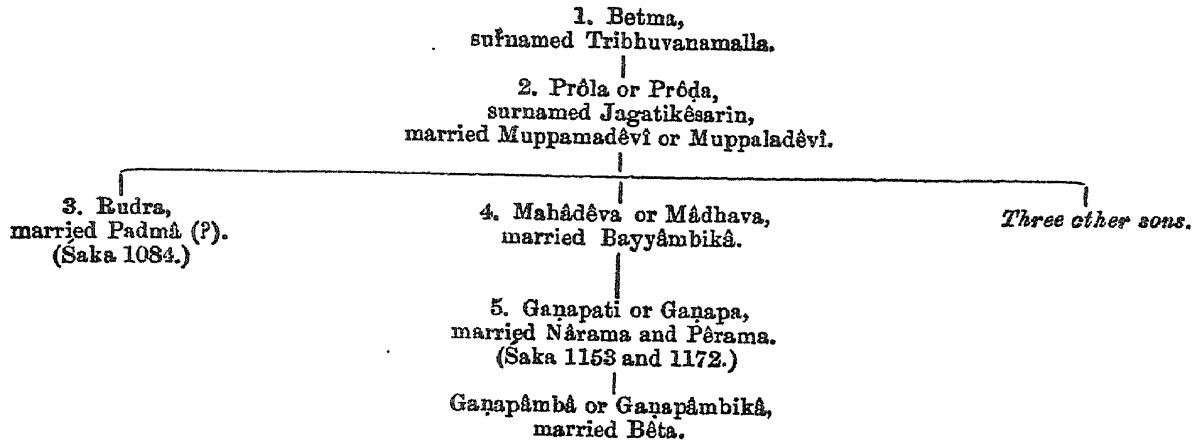 1. Betma,
surnamed Tribhuvanamalla.
2. Prôla or Prôḍa,
surnamed Jagatikêsarin,
married Muppamadêvî or Muppaladêvî.
3. Rudra,
married Padmâ (?).
(Śaka 1084.)
4. Mahâdêva or Mâdhava,
married Bayyâmbikâ.
Three other sons.
5. Gaṇapati or Gaṇapa,
married Nârama and Pêrama.
(Śaka 1153 and 1172.)
Gaṇapâmbâ or Gaṇapâmbikâ,
married Bêta.